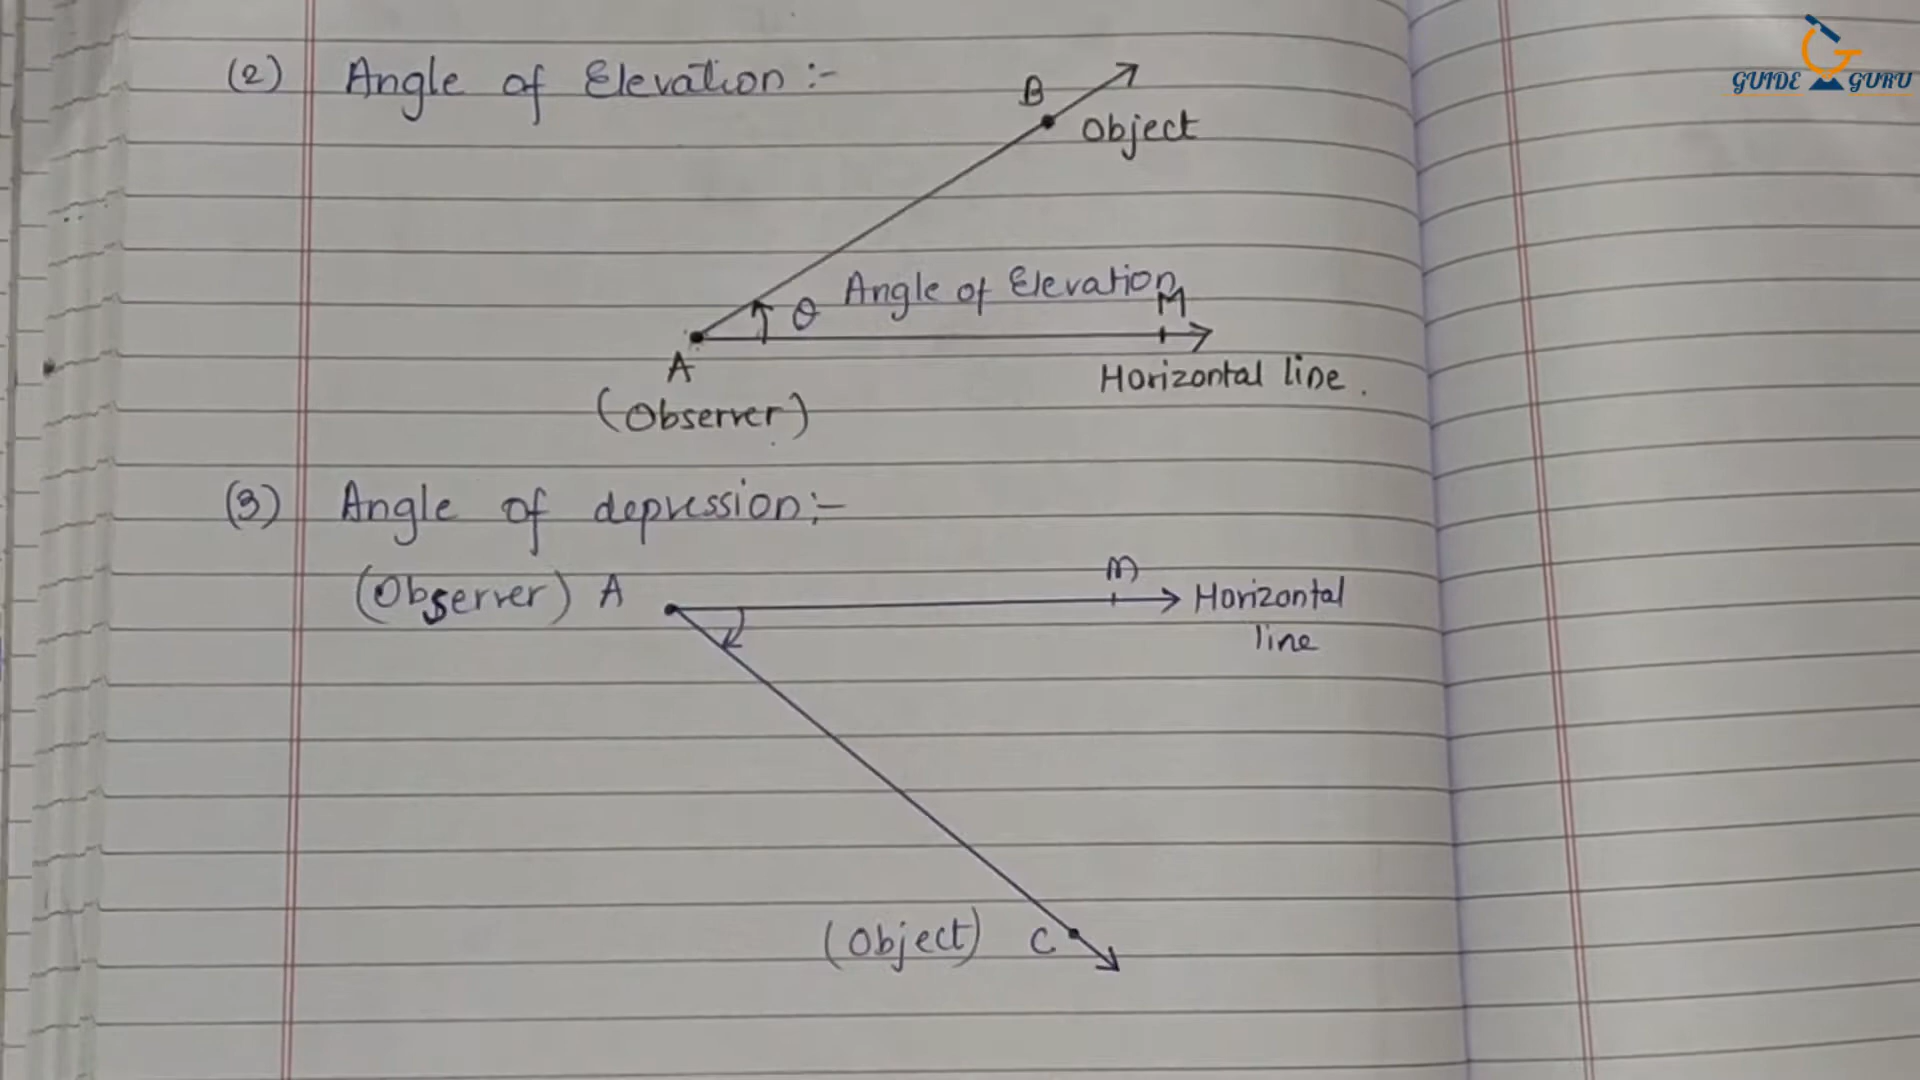 GUIDE GURU
(2) Angle of Elevation :-
B
Object
θ Angle of Elevation
M
A
Horizontal line.
(Observer)
(3) Angle of depression :-
M
(Observer) A
Horizontal
line
(Object) C